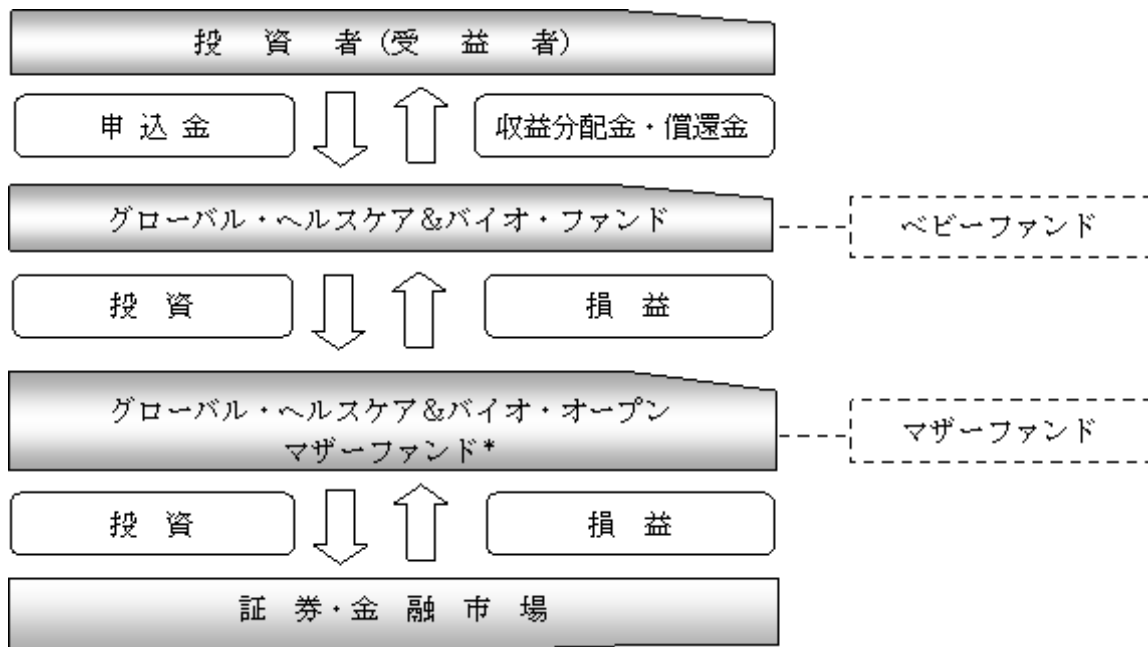 投資者(受益者)
申込金
収益分配金・償還金
グローバル・ヘルスケア&バイオ・ファンド
ベビーファンド
投資
損益
グローバル・ヘルスケア&バイオ・オープン
マザーファンド*
マザーファンド
投資
損益
証券・金融市場